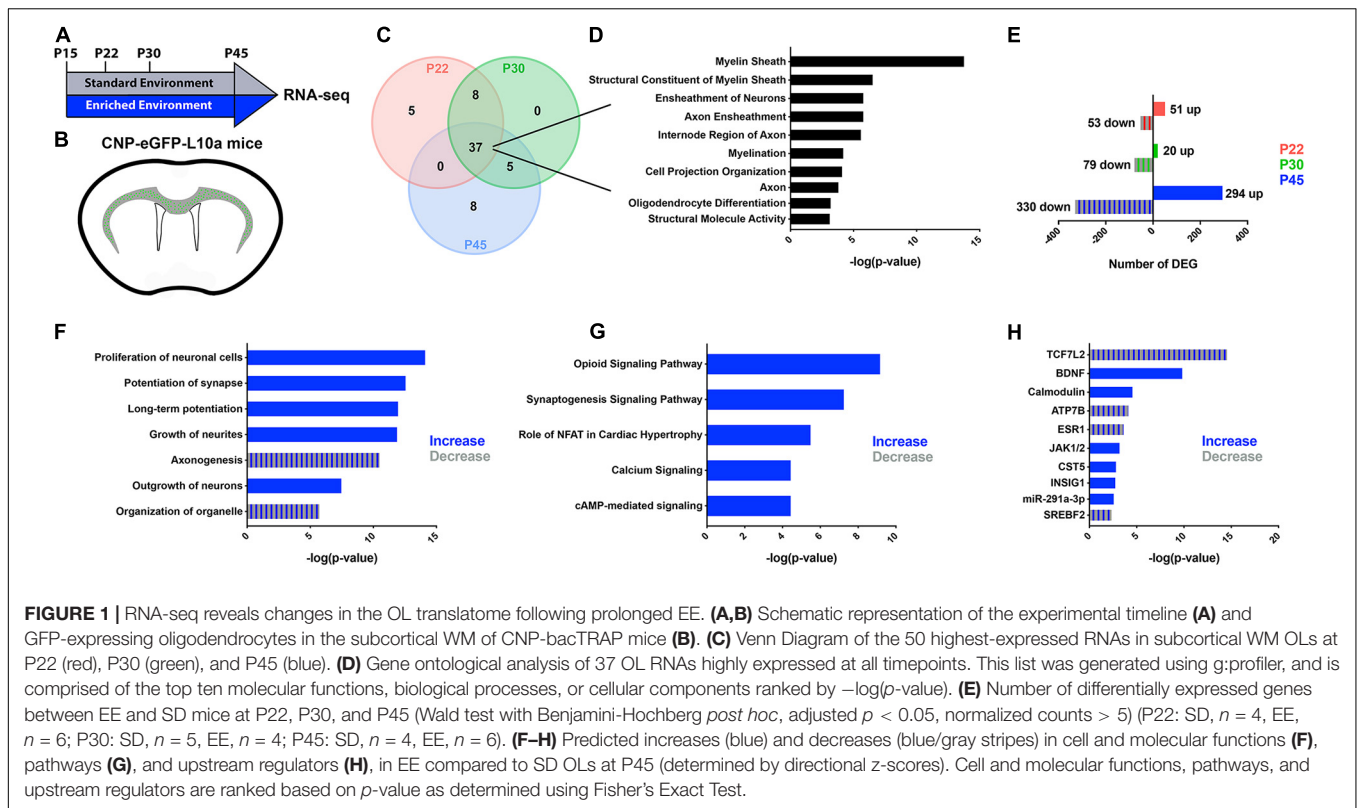 A
P15 P22 P30 P45
Standard Environment
Enriched Environment
RNA-seq
B
CNP-eGFP-L10a mice
C
P22
P30
5
8
0
37
0
5
8
P45
D
Myelin Sheath
Structural Constituent of Myelin Sheath
Ensheathment of Neurons
Axon Ensheathment
Internode Region of Axon
Myelination
Cell Projection Organization
Axon
Oligodendrocyte Differentiation
Structural Molecule Activity
0 5 10 15
-log(p-value)
E
51 up
53 down
20 up
79 down
294 up
330 down
P22
P30
P45
-400 -200 0 200 400
Number of DEG
F
Proliferation of neuronal cells
Potentiation of synapse
Long-term potentiation
Growth of neurites
Axonogenesis
Outgrowth of neurons
Organization of organelle
Increase
Decrease
0 5 10 15
-log(p-value)
G
Opioid Signaling Pathway
Synaptogenesis Signaling Pathway
Role of NFAT in Cardiac Hypertrophy
Calcium Signaling
cAMP-mediated signaling
Increase
Decrease
0 2 4 6 8 10
-log(p-value)
H
TCF7L2
BDNF
Calmodulin
ATP7B
ESR1
JAK1/2
CST5
INSIG1
miR-291a-3p
SREBF2
Increase
Decrease
0 5 10 15 20
-log(p-value)
FIGURE 1 | RNA-seq reveals changes in the OL translatome following prolonged EE. (A,B) Schematic representation of the experimental timeline (A) and
GFP-expressing oligodendrocytes in the subcortical WM of CNP-bacTRAP mice (B). (C) Venn Diagram of the 50 highest-expressed RNAs in subcortical WM OLs at
P22 (red), P30 (green), and P45 (blue). (D) Gene ontological analysis of 37 OL RNAs highly expressed at all timepoints. This list was generated using g:profiler, and is
comprised of the top ten molecular functions, biological processes, or cellular components ranked by −log(p-value). (E) Number of differentially expressed genes
between EE and SD mice at P22, P30, and P45 (Wald test with Benjamini-Hochberg post hoc, adjusted p < 0.05, normalized counts > 5) (P22: SD, n = 4, EE,
n = 6; P30: SD, n = 5, EE, n = 4; P45: SD, n = 4, EE, n = 6). (F–H) Predicted increases (blue) and decreases (blue/gray stripes) in cell and molecular functions (F),
pathways (G), and upstream regulators (H), in EE compared to SD OLs at P45 (determined by directional z-scores). Cell and molecular functions, pathways, and
upstream regulators are ranked based on p-value as determined using Fisher's Exact Test.